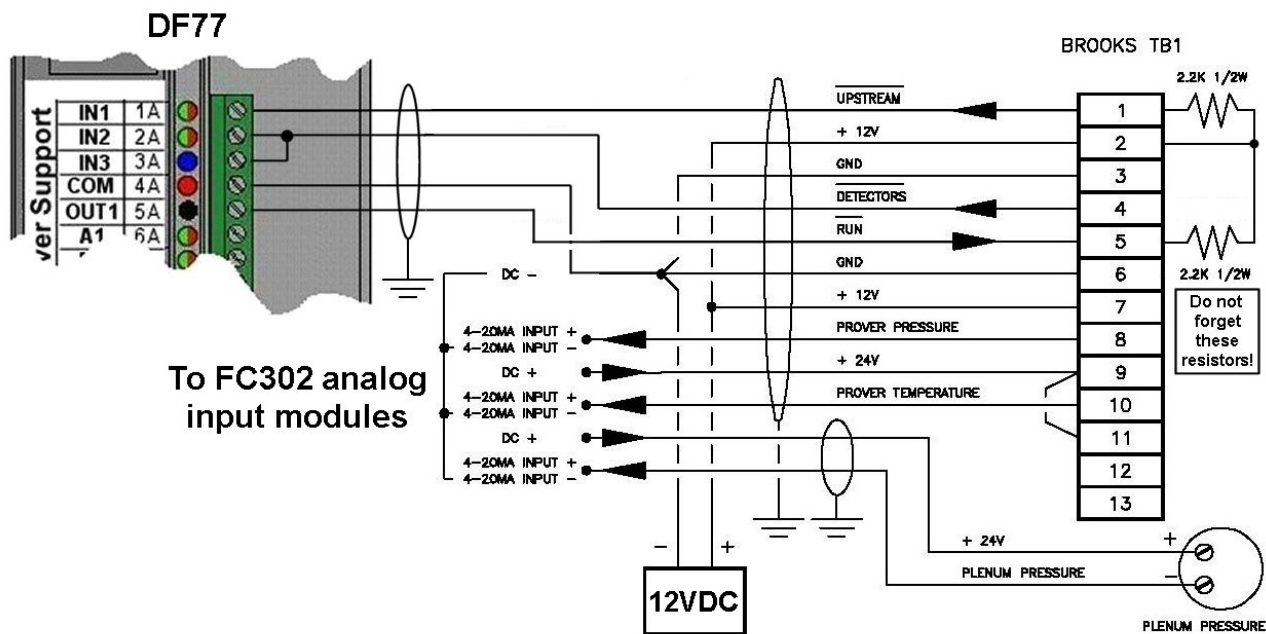 DF77
BROOKS TB1
ver Support
IN1 1A
IN2 2A
IN3 3A
COM 4A
OUT1 5A
A1 6A
UPSTREAM
+ 12V
GND
DETECTORS
RUN
GND
+ 12V
PROVER PRESSURE
+ 24V
PROVER TEMPERATURE
1
2
3
4
5
6
7
8
9
10
11
12
13
2.2K 1/2W
2.2K 1/2W
Do not
forget
these
resistors!
DC -
4-20MA INPUT +
4-20MA INPUT -
DC +
4-20MA INPUT +
4-20MA INPUT -
DC +
4-20MA INPUT +
4-20MA INPUT -
To FC302 analog
input modules
- +
12VDC
+ 24V
PLENUM PRESSURE
+
-
PLENUM PRESSURE